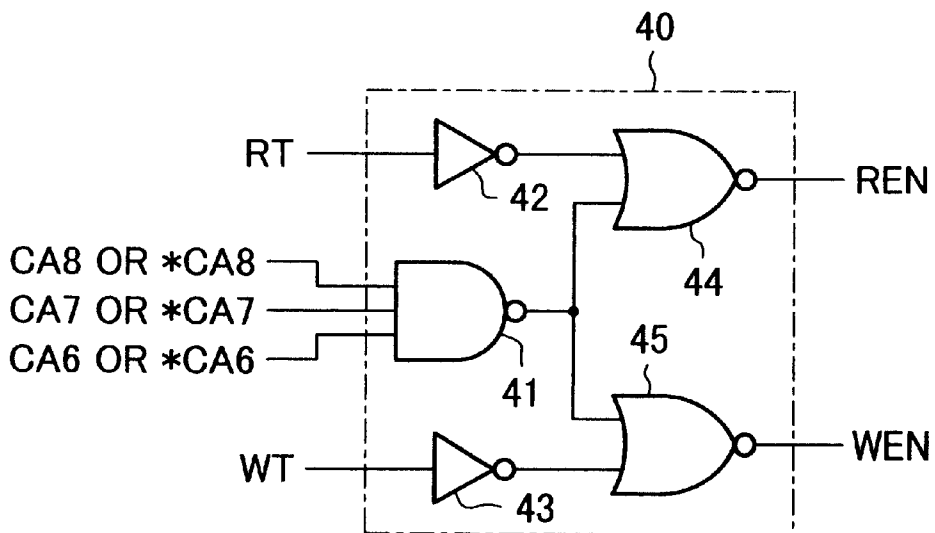 40
RT
42
REN
44
CA8 OR *CA8
CA7 OR *CA7
CA6 OR *CA6
41
45
WT
43
WEN